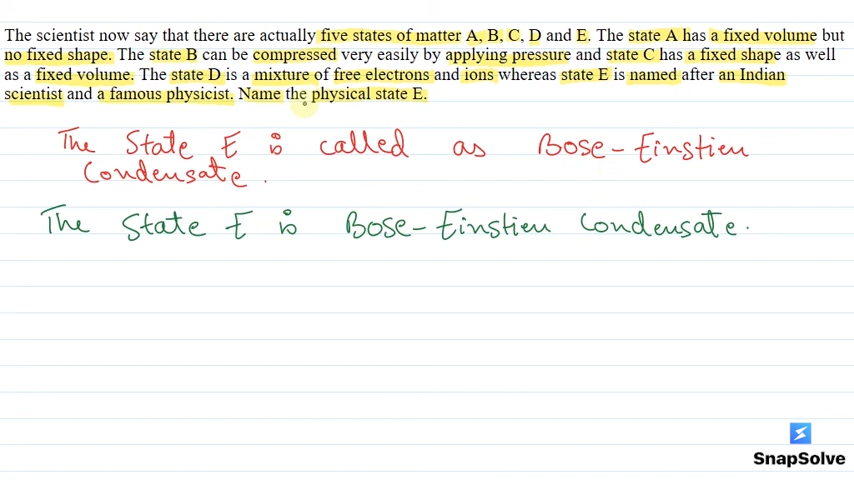 The scientist now say that there are actually five states of matter A, B, C, D and E. The state A has a fixed volume but
no fixed shape. The state B can be compressed very easily by applying pressure and state C has a fixed shape as well
as a fixed volume. The state D is a mixture of free electrons and ions whereas state E is named after an Indian
scientist and a famous physicist. Name the physical state E.
The State E is called as Bose-Einstien
Condensate.
The State E is Bose-Einstien Condensate.
SnapSolve